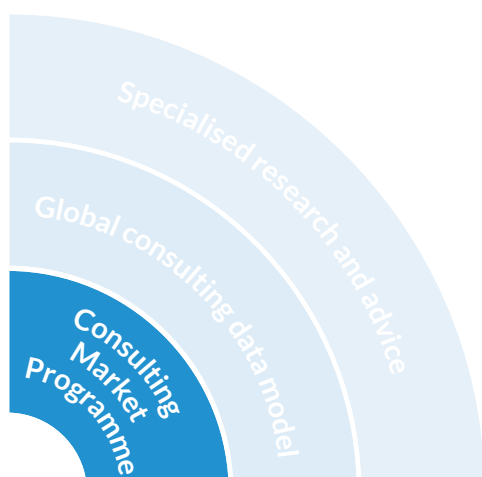 Specialised research and advice
Global consulting data model
Consulting
Market
Programme